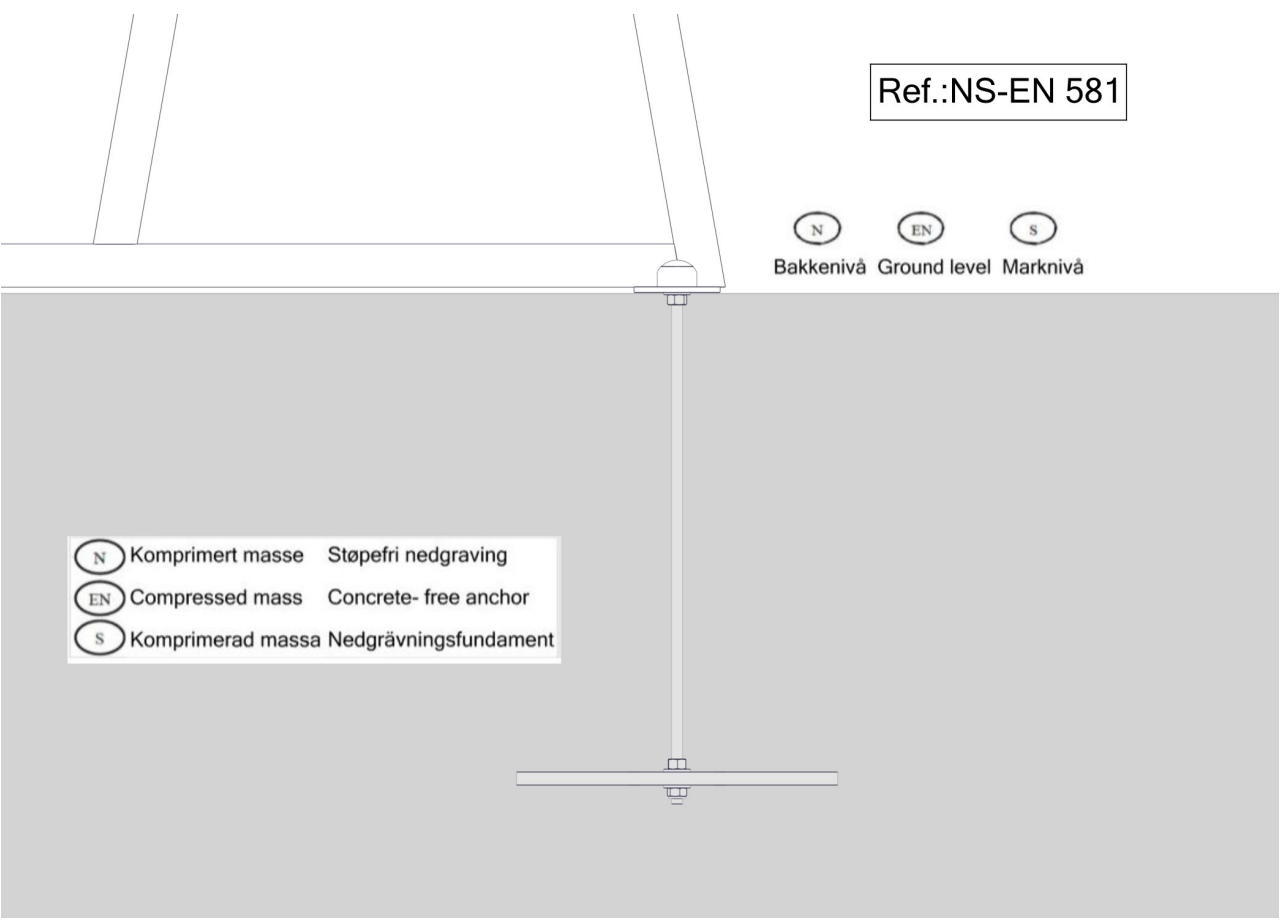 Ref.:NS-EN 581
N EN S
Bakkenivå Ground level Marknivå
N Komprimert masse Støpefri nedgraving
EN Compressed mass Concrete- free anchor
S Komprimerad massa Nedgrävningsfundament